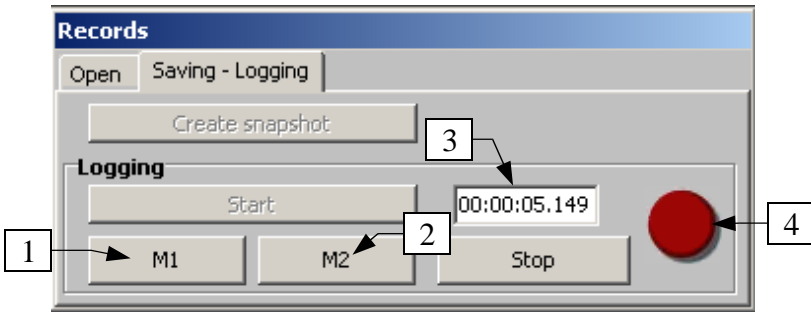 Records
Open Saving - Logging
Create snapshot
3
Logging
Start 00:00:05.149
4
2
1
M1 M2 Stop